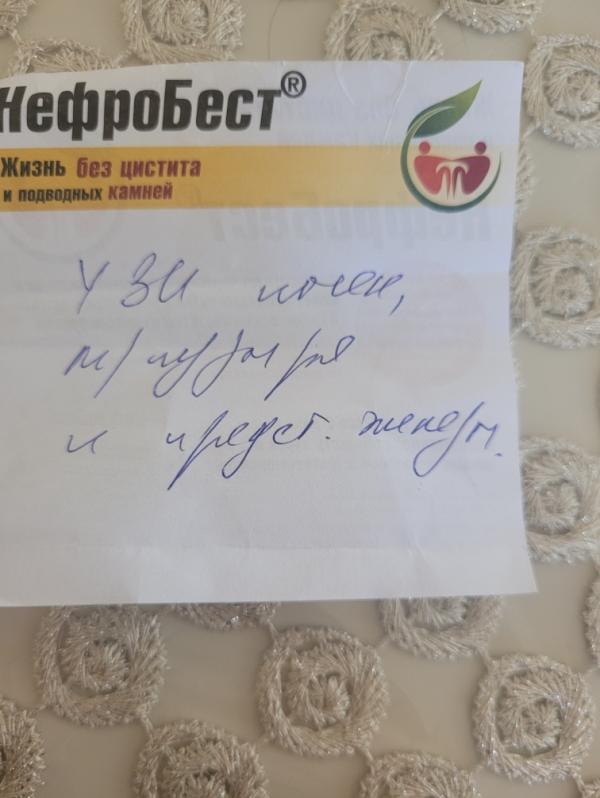 НефроБест®
Жизнь без цистита
и подводных камней
УЗИ почек,
м/пузыря
и предст. железы.